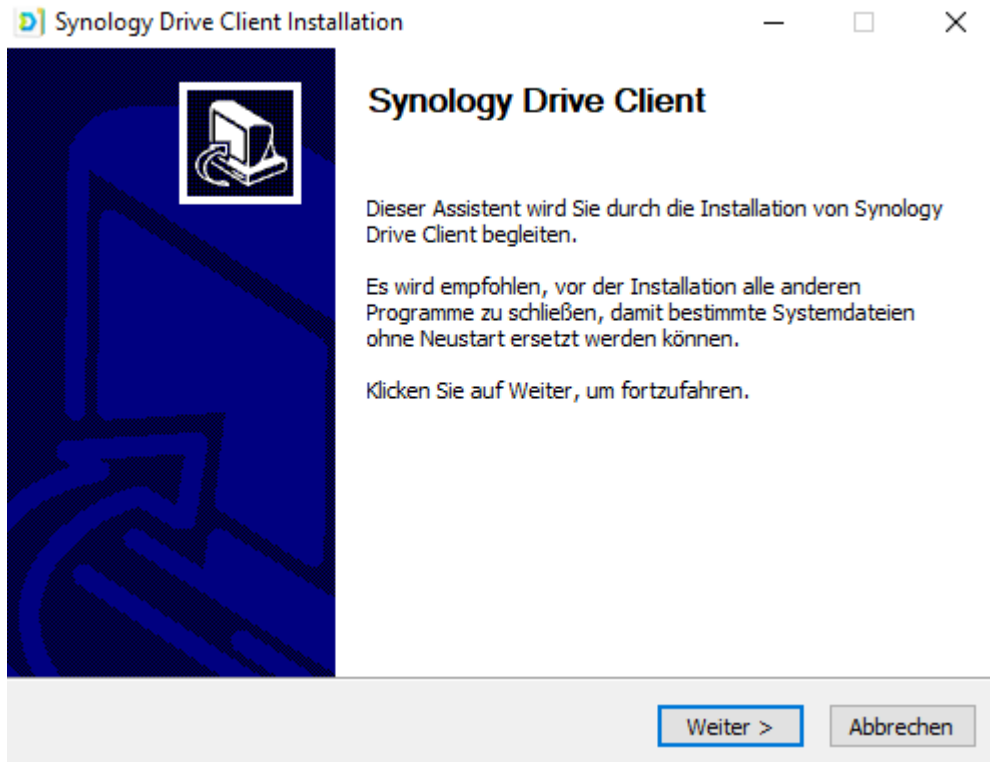 Synology Drive Client Installation
Synology Drive Client
Dieser Assistent wird Sie durch die Installation von Synology
Drive Client begleiten.
Es wird empfohlen, vor der Installation alle anderen
Programme zu schließen, damit bestimmte Systemdateien
ohne Neustart ersetzt werden können.
Klicken Sie auf Weiter, um fortzufahren.
Weiter >
Abbrechen